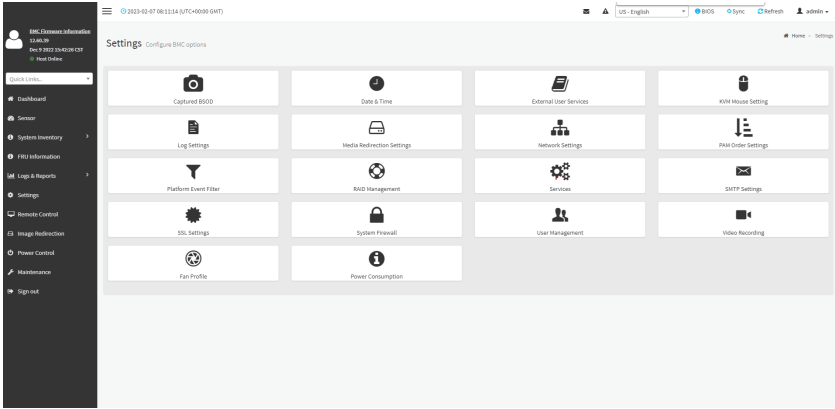 BMC Firmware Information
12.60.39
Dec 9 2022 15:42:26 CST
Host Online
Quick Links..
Dashboard
Sensor
System Inventory
FRU Information
Logs & Reports
Settings
Remote Control
Image Redirection
Power Control
Maintenance
Sign out
2023-02-07 08:11:14 (UTC+00:00 GMT)
US - English
BIOS
Sync
Refresh
admin
Settings Configure BMC options
Home > Settings
Captured BSOD
Date & Time
External User Services
KVM Mouse Setting
Log Settings
Media Redirection Settings
Network Settings
PAM Order Settings
Platform Event Filter
RAID Management
Services
SMTP Settings
SSL Settings
System Firewall
User Management
Video Recording
Fan Profile
Power Consumption